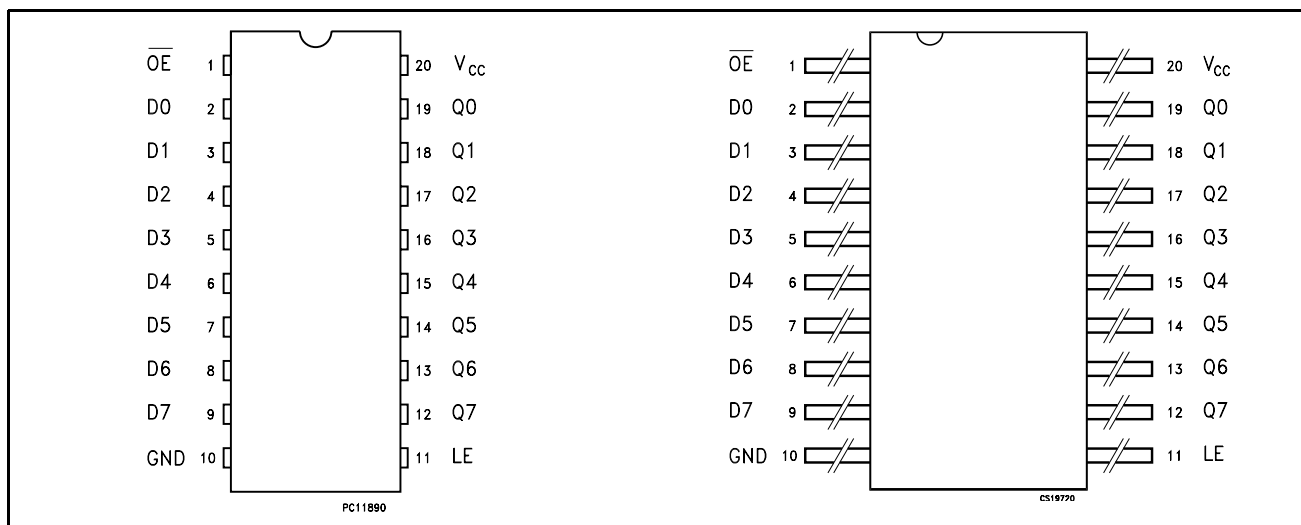 OE 1 20 VCC
D0 2 19 Q0
D1 3 18 Q1
D2 4 17 Q2
D3 5 16 Q3
D4 6 15 Q4
D5 7 14 Q5
D6 8 13 Q6
D7 9 12 Q7
GND 10 11 LE
PC11890
OE 1 20 VCC
D0 2 19 Q0
D1 3 18 Q1
D2 4 17 Q2
D3 5 16 Q3
D4 6 15 Q4
D5 7 14 Q5
D6 8 13 Q6
D7 9 12 Q7
GND 10 11 LE
CS19720